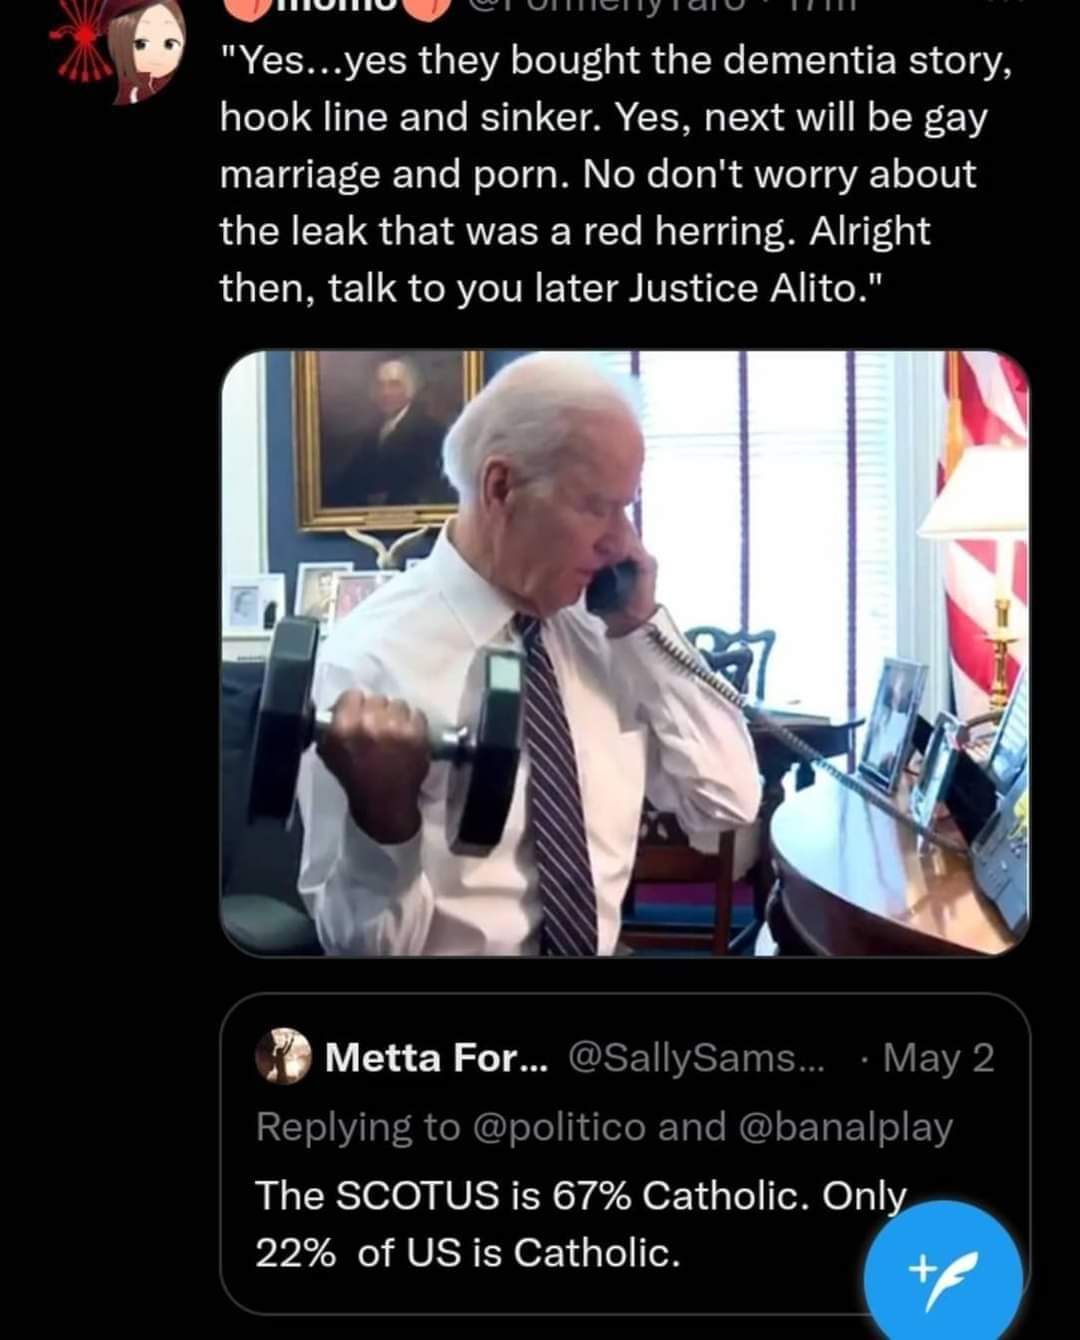 "Yes...yes they bought the dementia story,
hook line and sinker. Yes, next will be gay
marriage and porn. No don't worry about
the leak that was a red herring. Alright
then, talk to you later Justice Alito."
Metta For... @SallySams... · May 2
Replying to @politico and @banalplay
The SCOTUS is 67% Catholic. Only
22% of US is Catholic.